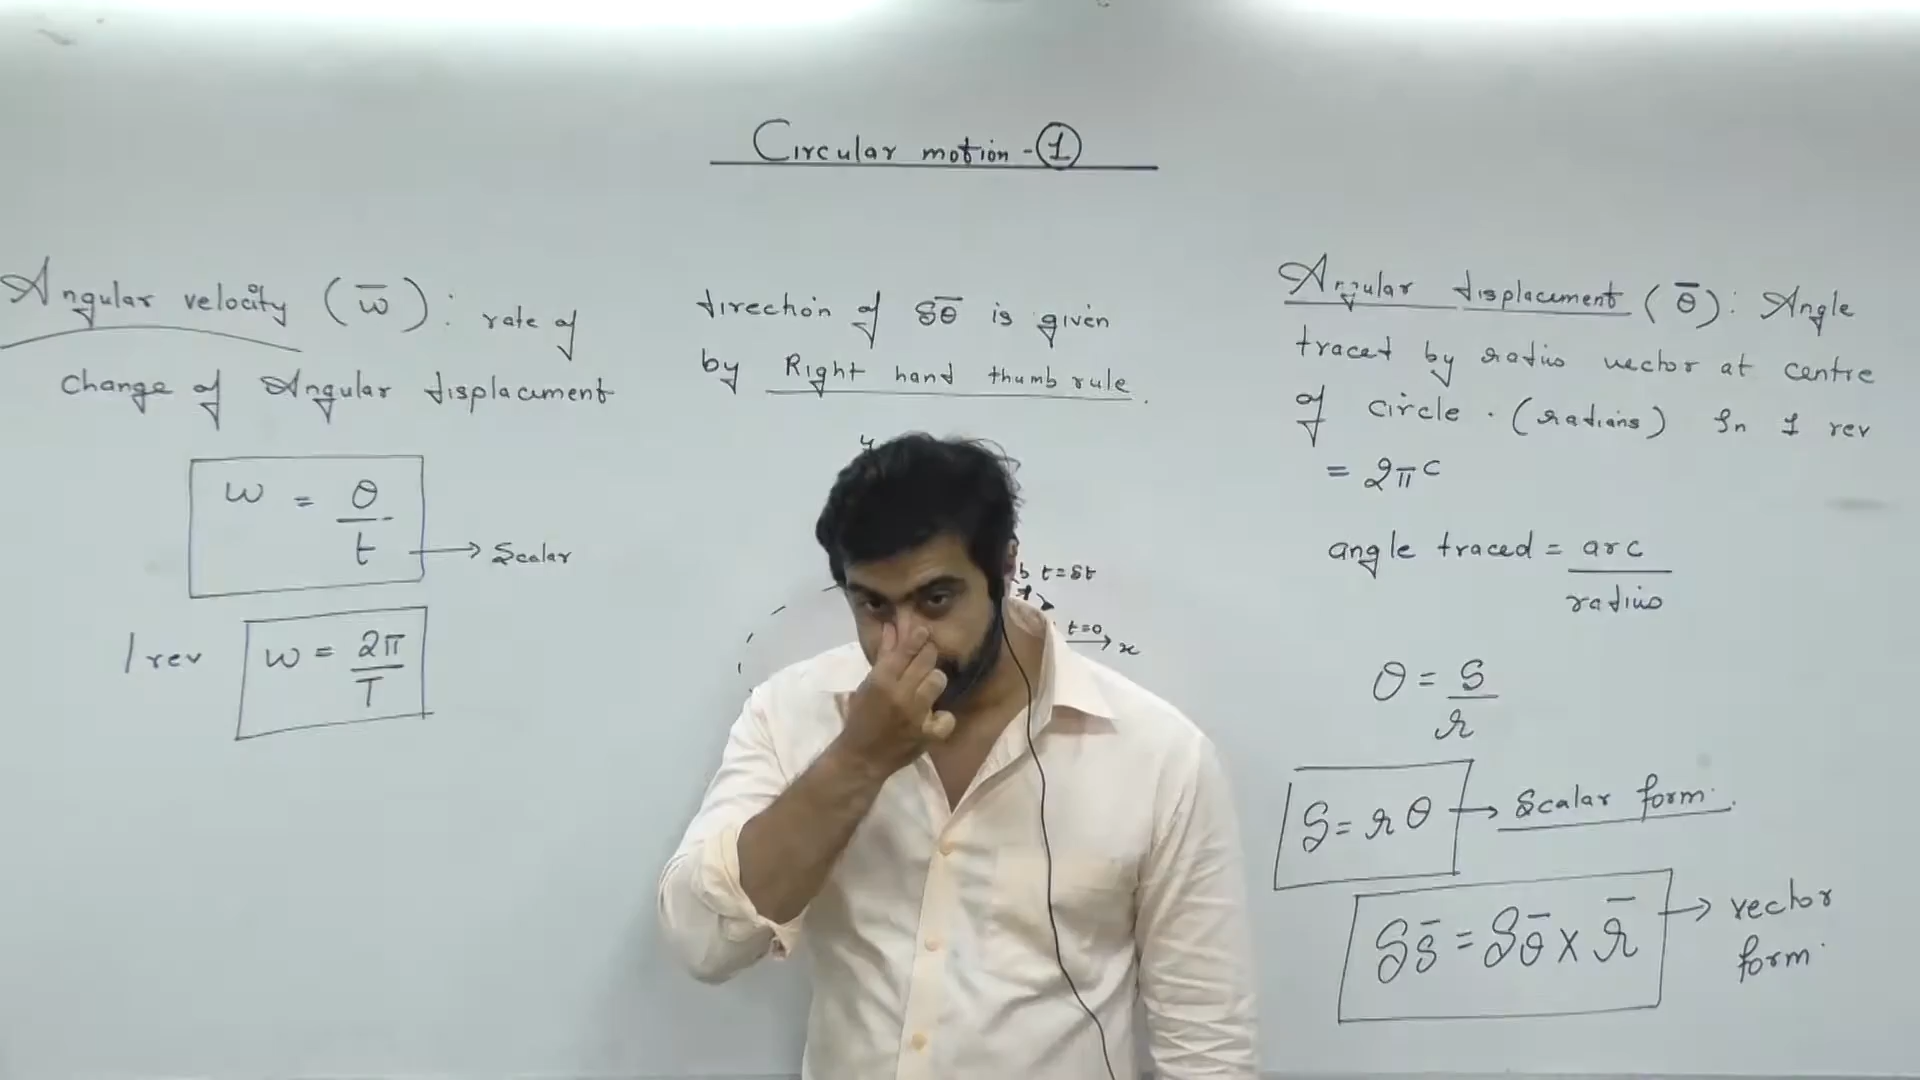 Circular motion - ①
Angular velocity (ω̅) : rate of
change of Angular displacement
ω = θ/t → Scalar
1 rev ω = 2π/T
direction of δθ̅ is given
by Right hand thumb rule.
y
b t=δt
t=0
x
Angular displacement (θ̅) : Angle
traced by radius vector at centre
of circle. (radians) In 1 rev
= 2πᶜ
angle traced = arc/radius
θ = S/r
S = rθ → Scalar form.
δs̅ = δθ̅ × r̅ → vector
form.